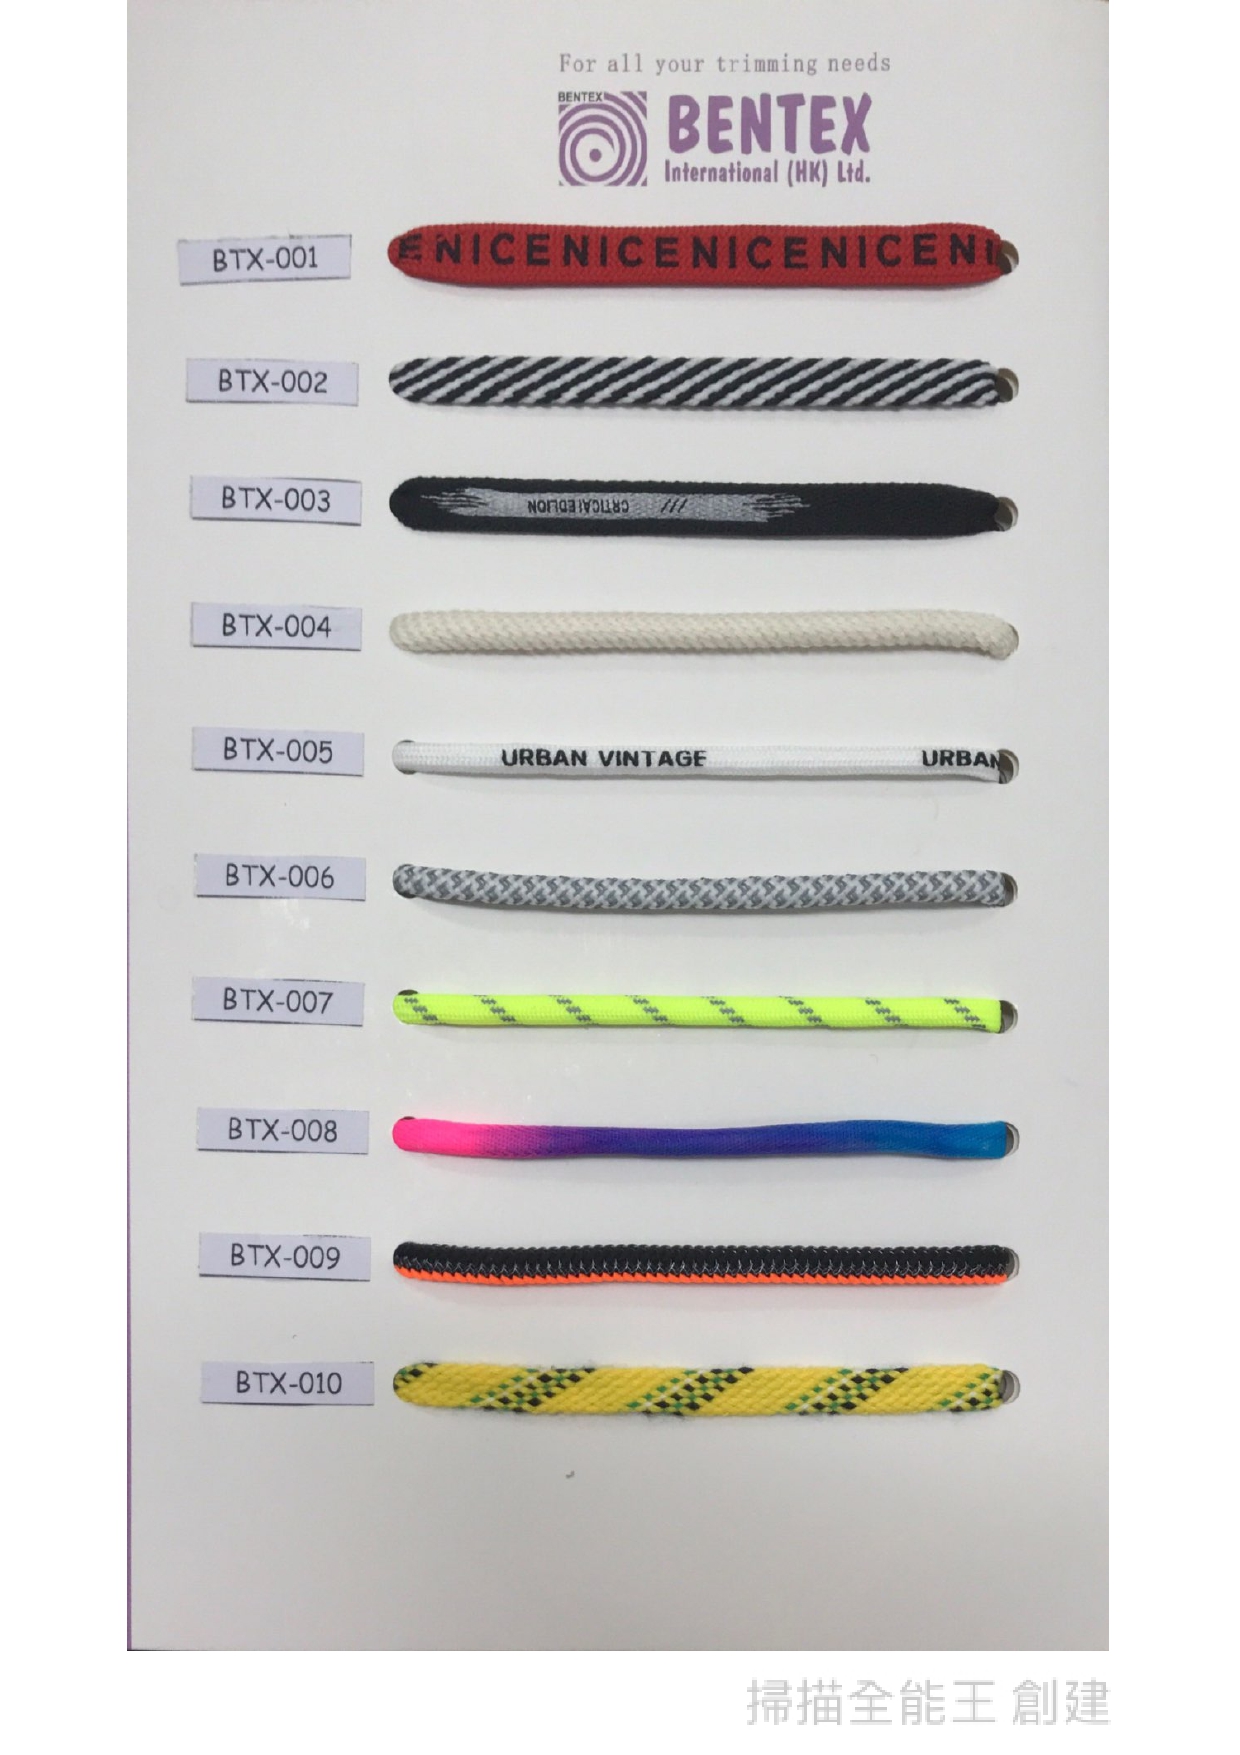 For all your trimming needs
BENTEX
BENTEX
International (HK) Ltd.
BTX-001
ENICENICENICENICENI
BTX-002
BTX-003
CRTICALEDLION ///
BTX-004
BTX-005
URBAN VINTAGE URBAN
BTX-006
BTX-007
BTX-008
BTX-009
BTX-010
掃描全能王 創建